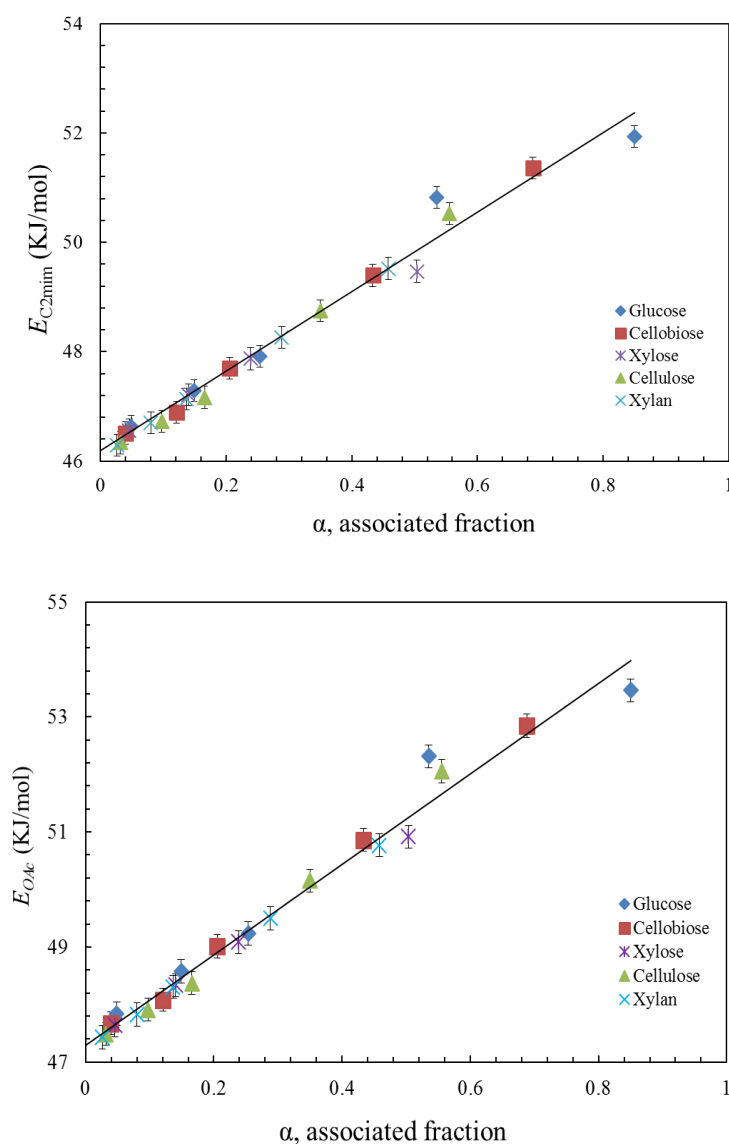 54
52
50
48
46
E_C2mim (KJ/mol)
Glucose
Cellobiose
Xylose
Cellulose
Xylan
0 0.2 0.4 0.6 0.8 1
α, associated fraction
55
53
51
49
47
E_OAc (KJ/mol)
Glucose
Cellobiose
Xylose
Cellulose
Xylan
0 0.2 0.4 0.6 0.8 1
α, associated fraction